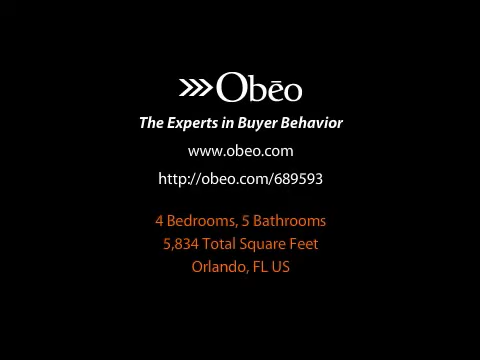 Obēo
The Experts in Buyer Behavior
www.obeo.com
http://obeo.com/689593
4 Bedrooms, 5 Bathrooms
5,834 Total Square Feet
Orlando, FL US